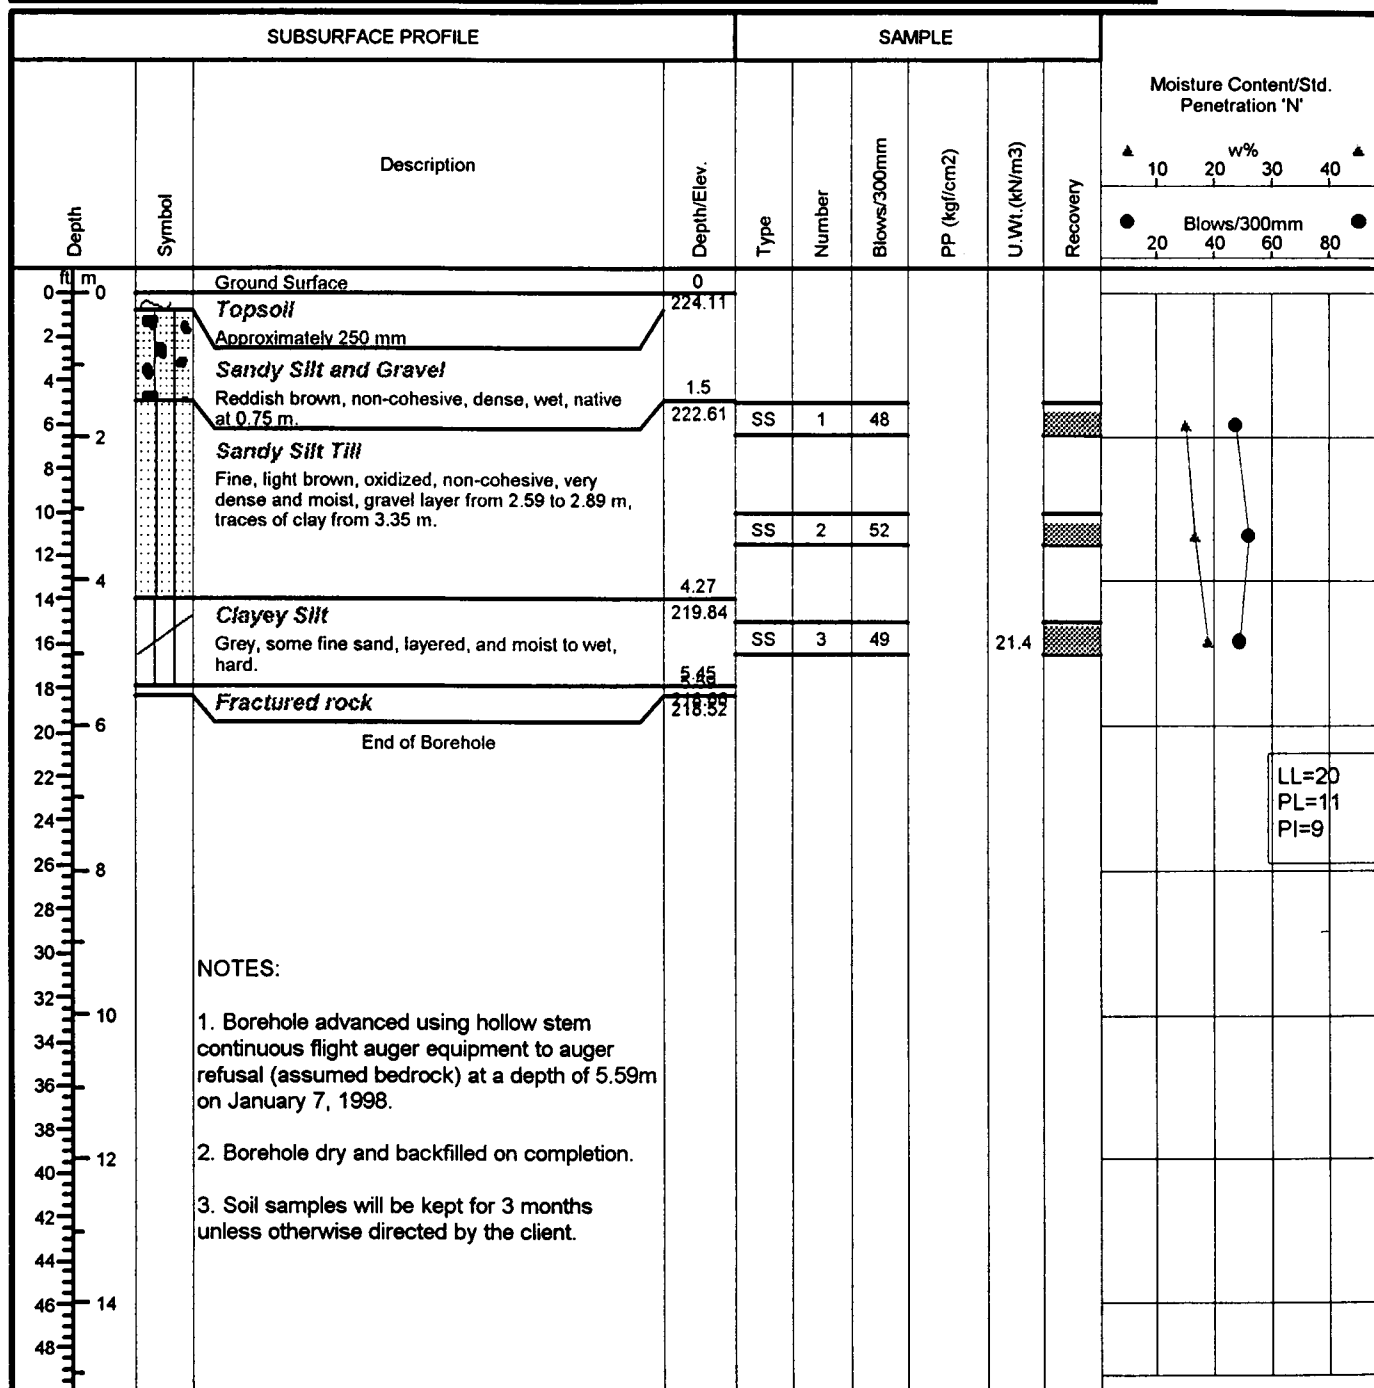 SUBSURFACE PROFILE
SAMPLE
Depth
Symbol
Description
Depth/Elev.
Type
Number
Blows/300mm
PP (kgf/cm2)
U.Wt.(kN/m3)
Recovery
Moisture Content/Std.
Penetration 'N'
w%
10 20 30 40
Blows/300mm
20 40 60 80
ft m
0 0
Ground Surface
0
224.11
Topsoil
Approximately 250 mm
2
Sandy Silt and Gravel
4
1.5
Reddish brown, non-cohesive, dense, wet, native
at 0.75 m.
222.61
SS 1 48
6
2
Sandy Silt Till
8
Fine, light brown, oxidized, non-cohesive, very
dense and moist, gravel layer from 2.59 to 2.89 m,
traces of clay from 3.35 m.
10
SS 2 52
12
4
4.27
14
Clayey Silt
219.84
Grey, some fine sand, layered, and moist to wet,
hard.
16
SS 3 49 21.4
5.45
18
Fractured rock
218.52
20 6
End of Borehole
22
LL=20
PL=11
PI=9
24
26
8
28
30
NOTES:
32
10
1. Borehole advanced using hollow stem
continuous flight auger equipment to auger
refusal (assumed bedrock) at a depth of 5.59m
on January 7, 1998.
34
36
38
2. Borehole dry and backfilled on completion.
12
40
3. Soil samples will be kept for 3 months
unless otherwise directed by the client.
42
44
46 14
48